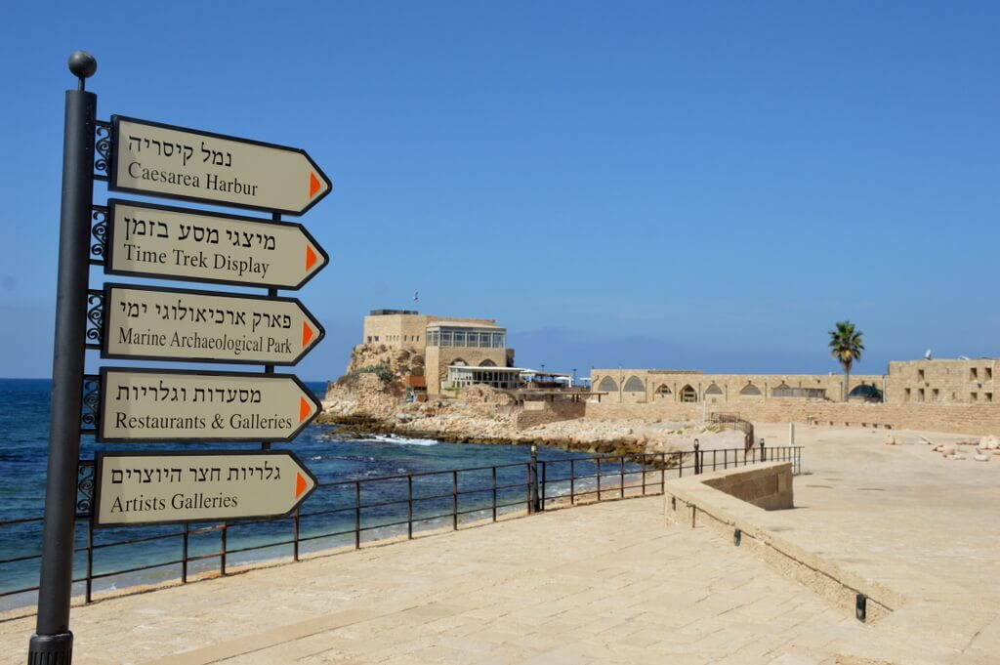 נמל קיסריה
Caesarea Harbur
מיצגי מסע בזמן
Time Trek Display
פארק ארכיאולוגי ימי
Marine Archaeological Park
מסעדות וגלריות
Restaurants & Galleries
גלריות חצר היוצרים
Artists Galleries